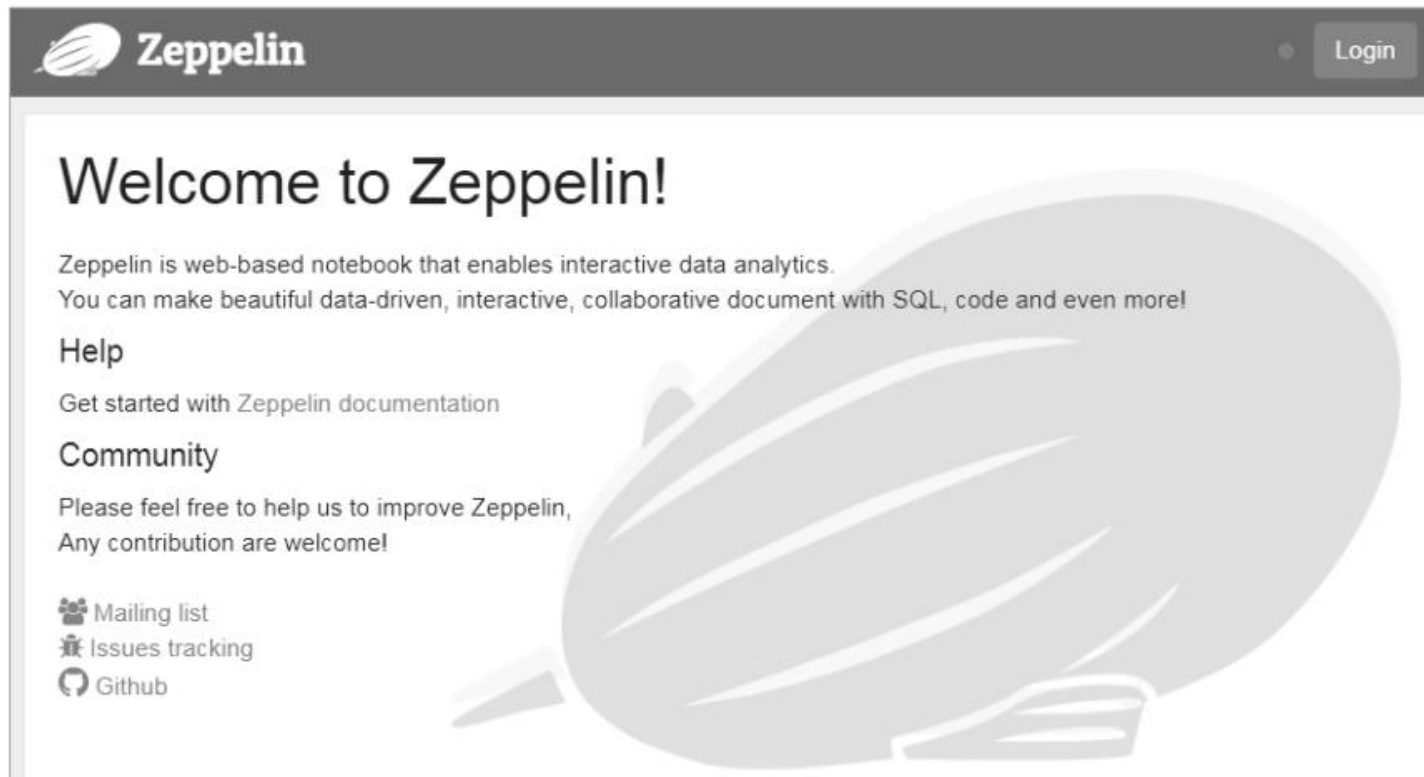 Zeppelin
Login
Welcome to Zeppelin!
Zeppelin is web-based notebook that enables interactive data analytics.
You can make beautiful data-driven, interactive, collaborative document with SQL, code and even more!
Help
Get started with Zeppelin documentation
Community
Please feel free to help us to improve Zeppelin,
Any contribution are welcome!
Mailing list
Issues tracking
Github